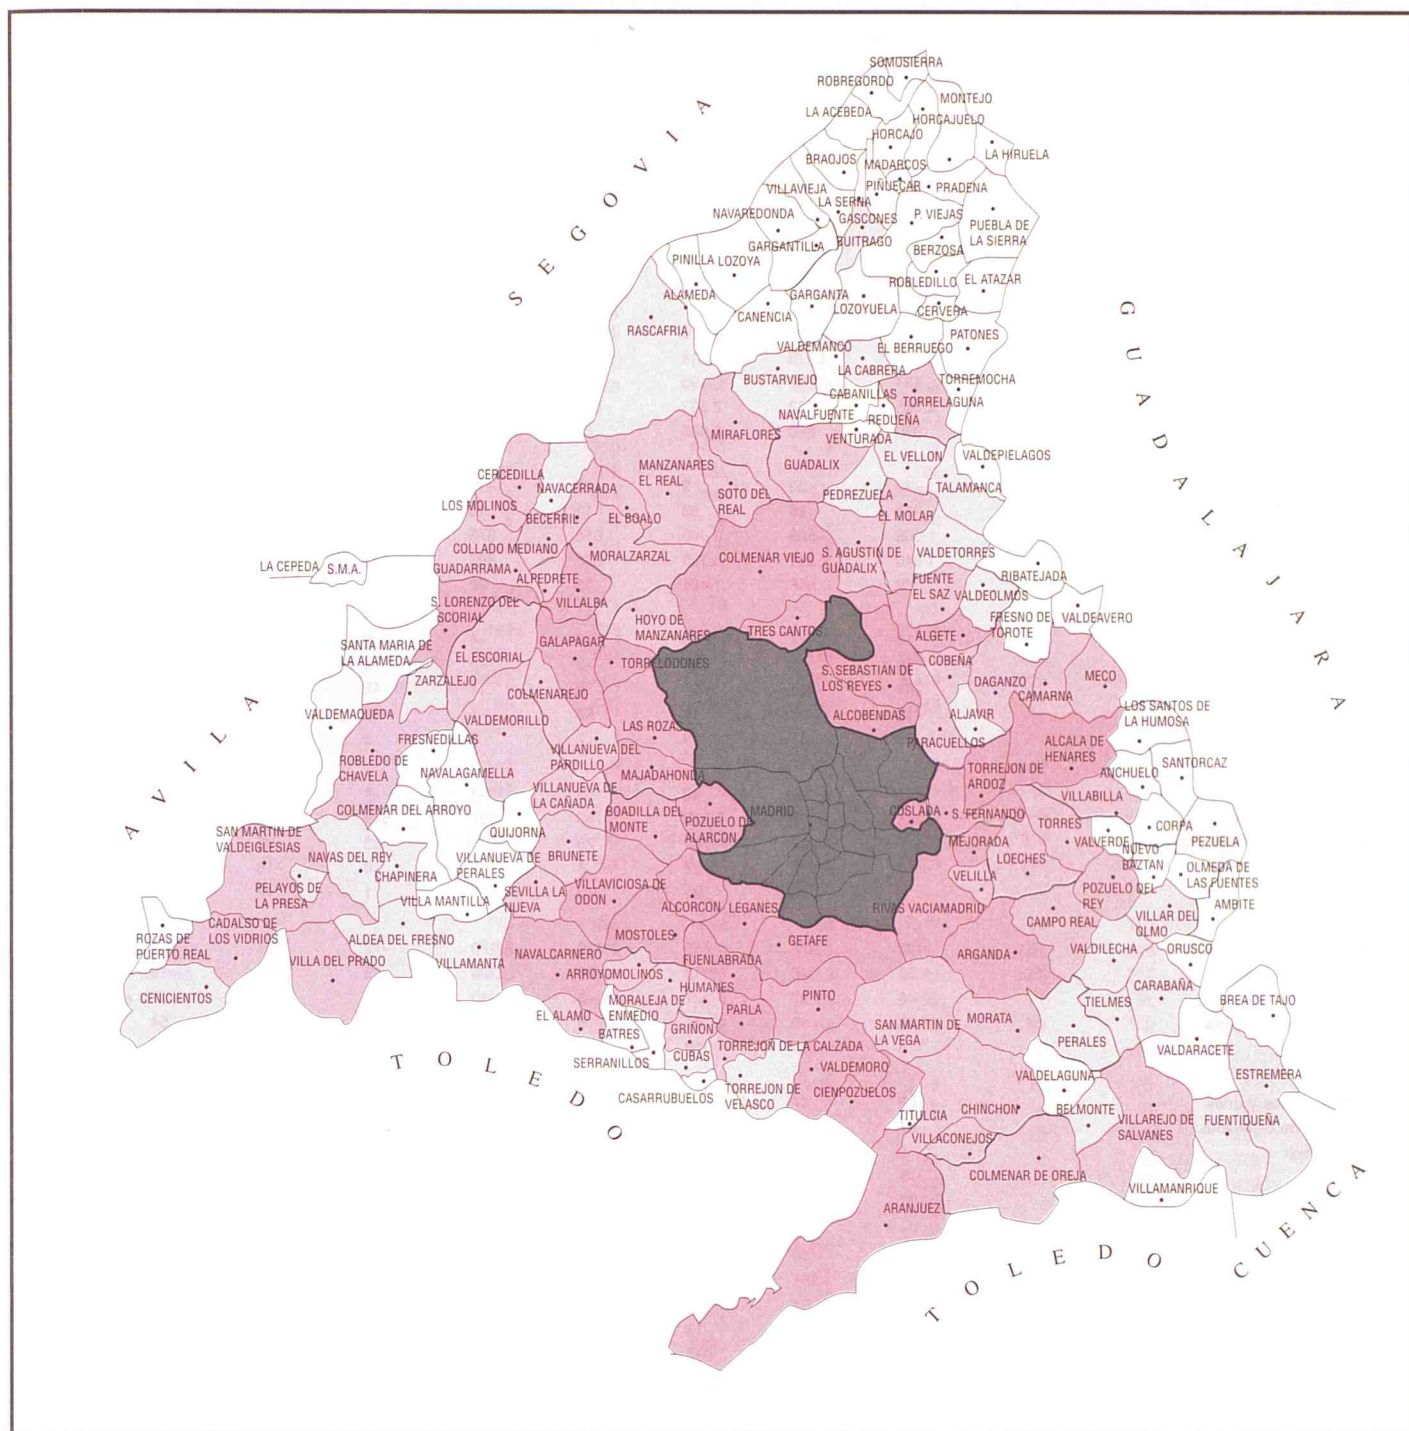 SEGOVIA
GUADALAJARA
AVILA
TOLEDO
TOLEDO
CUENCA
SOMOSIERRA
ROBREGORDO
MONTEJO
LA ACEBEDA
HORCAJUELO
HORCAJO
LA HIRUELA
BRAOJOS
MADARCOS
PIÑUECAR
PRADENA
VILLAVIEJA
LA SERNA
NAVAREDONDA
GASCONES
P. VIEJAS
PUEBLA DE
LA SIERRA
GARGANTILLA
BUITRAGO
BERZOSA
PINILLA
LOZOYA
ROBLEDILLO
EL ATAZAR
ALAMEDA
GARGANTA
LOZOYUELA
CERVERA
CANENCIA
RASCAFRIA
PATONES
VALDEMANCO
EL BERRUEGO
LA CABRERA
BUSTARVIEJO
TORREMOCHA
CABANILLAS
TORRELAGUNA
NAVALFUENTE
REDUEÑA
MIRAFLORES
VENTURADA
GUADALIX
EL VELLON
VALDEPIELAGOS
CERCEDILLA
MANZANARES
EL REAL
NAVACERRADA
SOTO DEL
REAL
PEDREZUELA
TALAMANCA
LOS MOLINOS
BECERRIL
EL BOALO
EL MOLAR
COLLADO MEDIANO
MORALZARZAL
COLMENAR VIEJO
S. AGUSTIN DE
GUADALIX
VALDETORRES
LA CEPEDA
S.M.A.
GUADARRAMA
ALPEDRETE
FUENTE
EL SAZ
RIBATEJADA
VALDEOLMOS
VILLALBA
S. LORENZO DEL
ESCORIAL
HOYO DE
MANZANARES
TRES CANTOS
ALGETE
FRESNO DE
TOROTE
VALDEAVERO
SANTA MARIA DE
LA ALAMEDA
EL ESCORIAL
GALAPAGAR
TORRELODONES
COBEÑA
S. SEBASTIAN DE
LOS REYES
DAGANZO
CAMARNA
MECO
ZARZALEJO
COLMENAREJO
VALDEMAQUEDA
VALDEMORILLO
LAS ROZAS
ALCOBENDAS
ALJAVIR
LOS SANTOS DE
LA HUMOSA
FRESNEDILLAS
PARACUELLOS
ALCALA DE
HENARES
ROBLEDO DE
CHAVELA
VILLANUEVA DEL
PARDILLO
NAVALAGAMELLA
MAJADAHONDA
TORREJON DE
ARDOZ
ANCHUELO
SANTORCAZ
VILLANUEVA DE
LA CAÑADA
VILLABILLA
COLMENAR DEL ARROYO
BOADILLA DEL
MONTE
POZUELO DE
ALARCON
MADRID
COSLADA
S. FERNANDO
TORRES
CORPA
SAN MARTIN DE
VALDEIGLESIAS
QUIJORNA
VALVERDE
PEZUELA
NAVAS DEL REY
VILLANUEVA DE
PERALES
BRUNETE
MEJORADA
LOECHES
NUEVO
BAZTAN
CHAPINERA
VELILLA
OLMEDA DE
LAS FUENTES
PELAYOS DE
LA PRESA
VILLA MANTILLA
SEVILLA LA
NUEVA
VILLAVICIOSA DE
ODON
ALCORCON
LEGANES
RIVAS VACIAMADRID
POZUELO DEL
REY
AMBITE
CAMPO REAL
VILLAR DEL
OLMO
CADALSO DE
LOS VIDRIOS
ROZAS DE
PUERTO REAL
ALDEA DEL FRESNO
MOSTOLES
GETAFE
ORUSCO
VALDILECHA
VILLA DEL PRADO
VILLAMANTA
NAVALCARNERO
FUENLABRADA
ARGANDA
ARROYOMOLINOS
CENICIENTOS
HUMANES
PINTO
CARABAÑA
MORALEJA DE
ENMEDIO
PARLA
TIELMES
BREA DE TAJO
EL ALAMO
SAN MARTIN DE
LA VEGA
MORATA
BATRES
GRIÑON
PERALES
TORREJON DE LA CALZADA
VALDARACETE
SERRANILLOS
CUBAS
VALDEMORO
VALDELAGUNA
ESTREMERA
CASARRUBUELOS
TORREJON DE
VELASCO
CIENPOZUELOS
TITULCIA
CHINCHON
BELMONTE
VILLAREJO DE
SALVANES
FUENTIDUEÑA
VILLACONEJOS
COLMENAR DE OREJA
VILLAMANRIQUE
ARANJUEZ